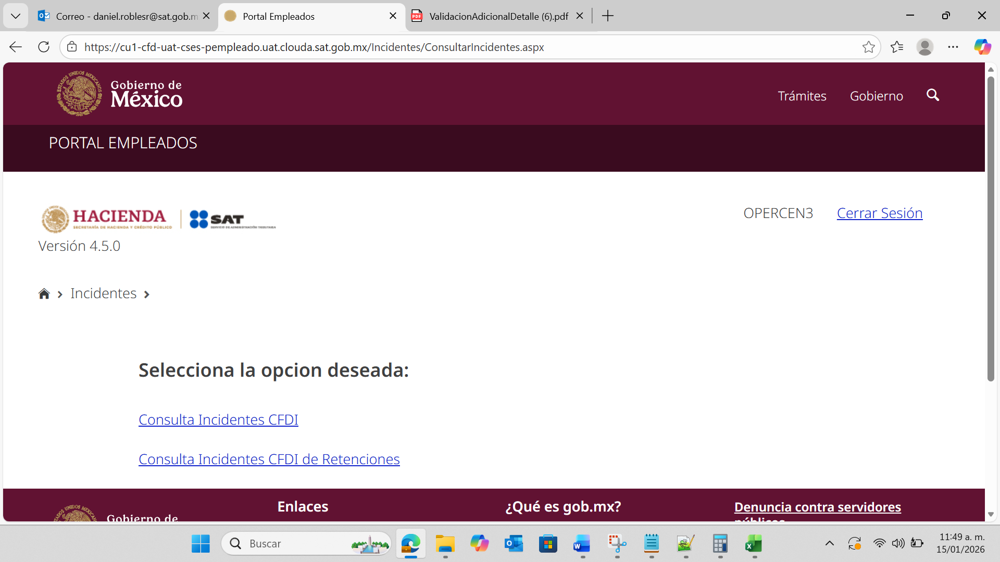 Correo - daniel.roblesr@sat.gob.m
Portal Empleados
ValidacionAdicionalDetalle (6).pdf
https://cu1-cfd-uat-cses-pempleado.uat.clouda.sat.gob.mx/Incidentes/ConsultarIncidentes.aspx
ESTADOS UNIDOS MEXICANOS
Gobierno de
México
Trámites
Gobierno
PORTAL EMPLEADOS
HACIENDA
SECRETARÍA DE HACIENDA Y CRÉDITO PÚBLICO
SAT
SERVICIO DE ADMINISTRACIÓN TRIBUTARIA
OPERCEN3
Cerrar Sesión
Versión 4.5.0
Incidentes
Selecciona la opcion deseada:
Consulta Incidentes CFDI
Consulta Incidentes CFDI de Retenciones
Gobierno de
Enlaces
¿Qué es gob.mx?
Denuncia contra servidores
públicos
Buscar
11:49 a. m.
15/01/2026